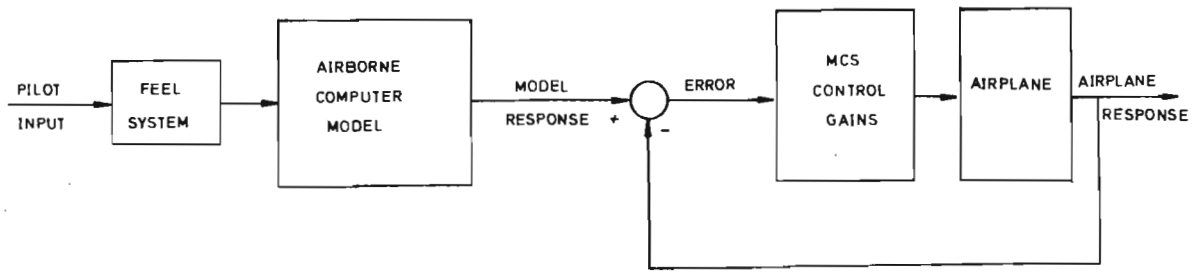 PILOT
INPUT
FEEL
SYSTEM
AIRBORNE
COMPUTER
MODEL
MODEL
RESPONSE +
-
ERROR
MCS
CONTROL
GAINS
AIRPLANE
AIRPLANE
RESPONSE